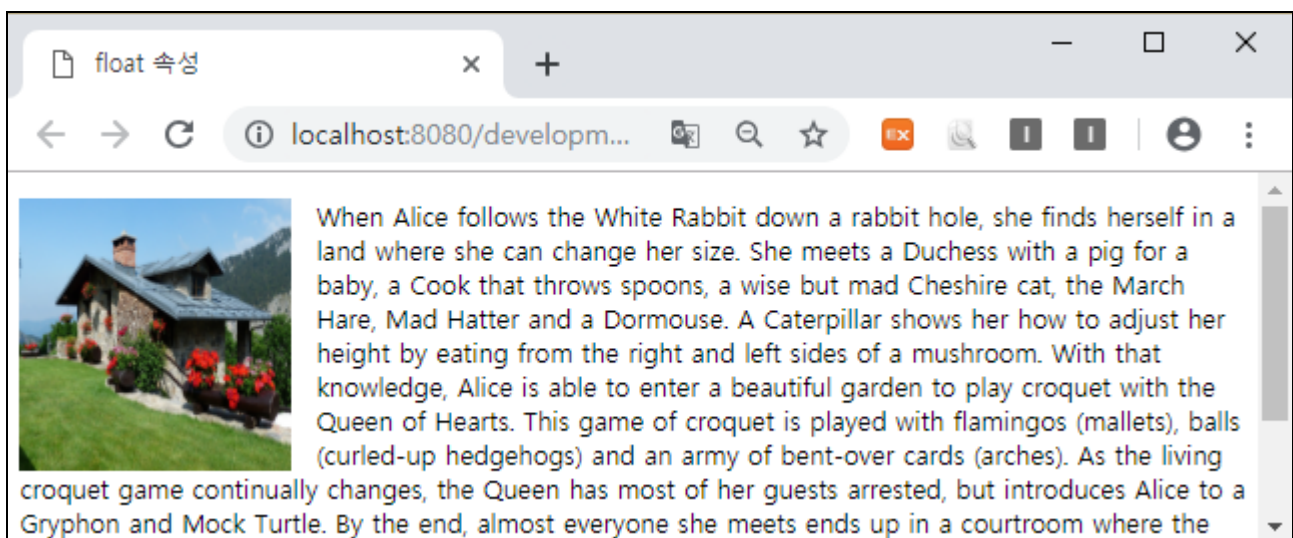 float 속성
localhost:8080/developm...
When Alice follows the White Rabbit down a rabbit hole, she finds herself in a
land where she can change her size. She meets a Duchess with a pig for a
baby, a Cook that throws spoons, a wise but mad Cheshire cat, the March
Hare, Mad Hatter and a Dormouse. A Caterpillar shows her how to adjust her
height by eating from the right and left sides of a mushroom. With that
knowledge, Alice is able to enter a beautiful garden to play croquet with the
Queen of Hearts. This game of croquet is played with flamingos (mallets), balls
(curled-up hedgehogs) and an army of bent-over cards (arches). As the living
croquet game continually changes, the Queen has most of her guests arrested, but introduces Alice to a
Gryphon and Mock Turtle. By the end, almost everyone she meets ends up in a courtroom where the